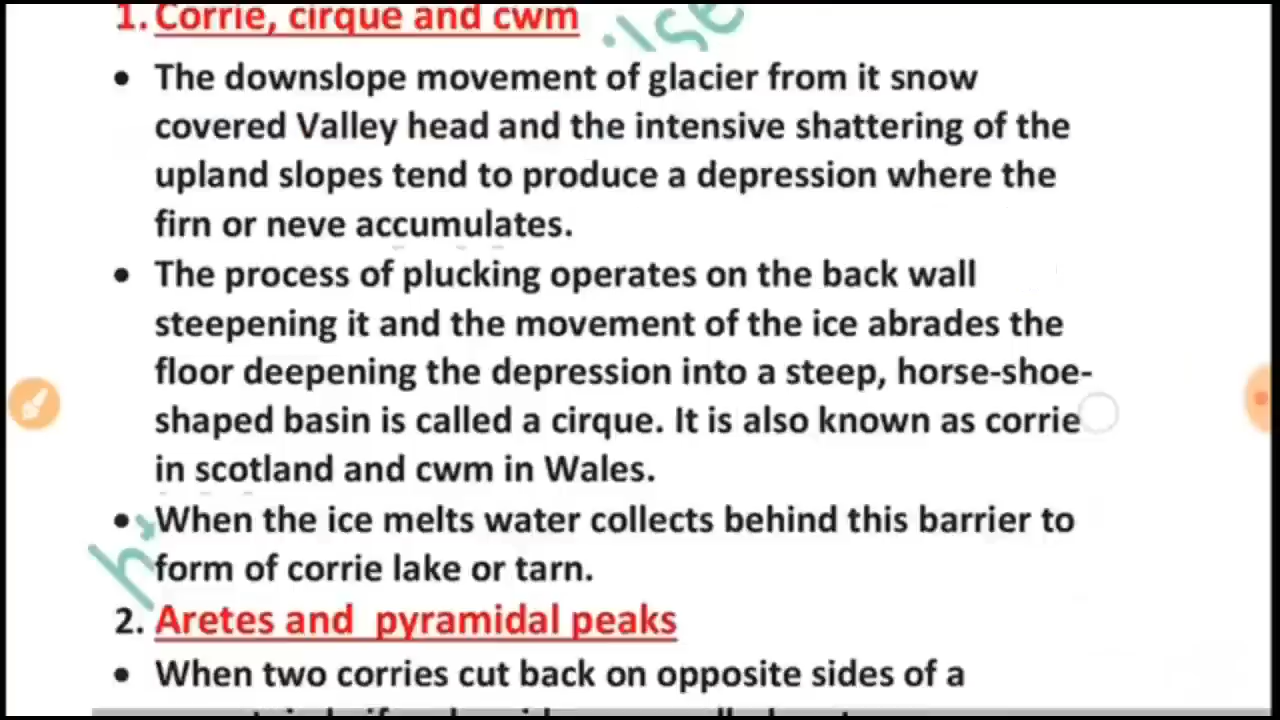 1. Corrie, cirque and cwm
• The downslope movement of glacier from it snow
covered Valley head and the intensive shattering of the
upland slopes tend to produce a depression where the
firn or neve accumulates.
• The process of plucking operates on the back wall
steepening it and the movement of the ice abrades the
floor deepening the depression into a steep, horse-shoe-
shaped basin is called a cirque. It is also known as corrie
in scotland and cwm in Wales.
• When the ice melts water collects behind this barrier to
form of corrie lake or tarn.
2. Aretes and pyramidal peaks
• When two corries cut back on opposite sides of a